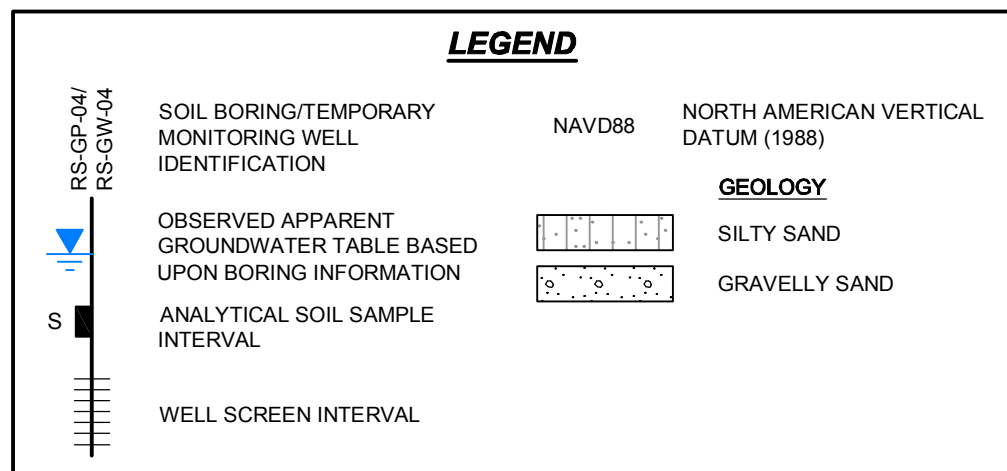 LEGEND
RS-GP-04/
RS-GW-04
SOIL BORING/TEMPORARY
MONITORING WELL
IDENTIFICATION
OBSERVED APPARENT
GROUNDWATER TABLE BASED
UPON BORING INFORMATION
S
ANALYTICAL SOIL SAMPLE
INTERVAL
WELL SCREEN INTERVAL
NAVD88
NORTH AMERICAN VERTICAL
DATUM (1988)
GEOLOGY
SILTY SAND
GRAVELLY SAND